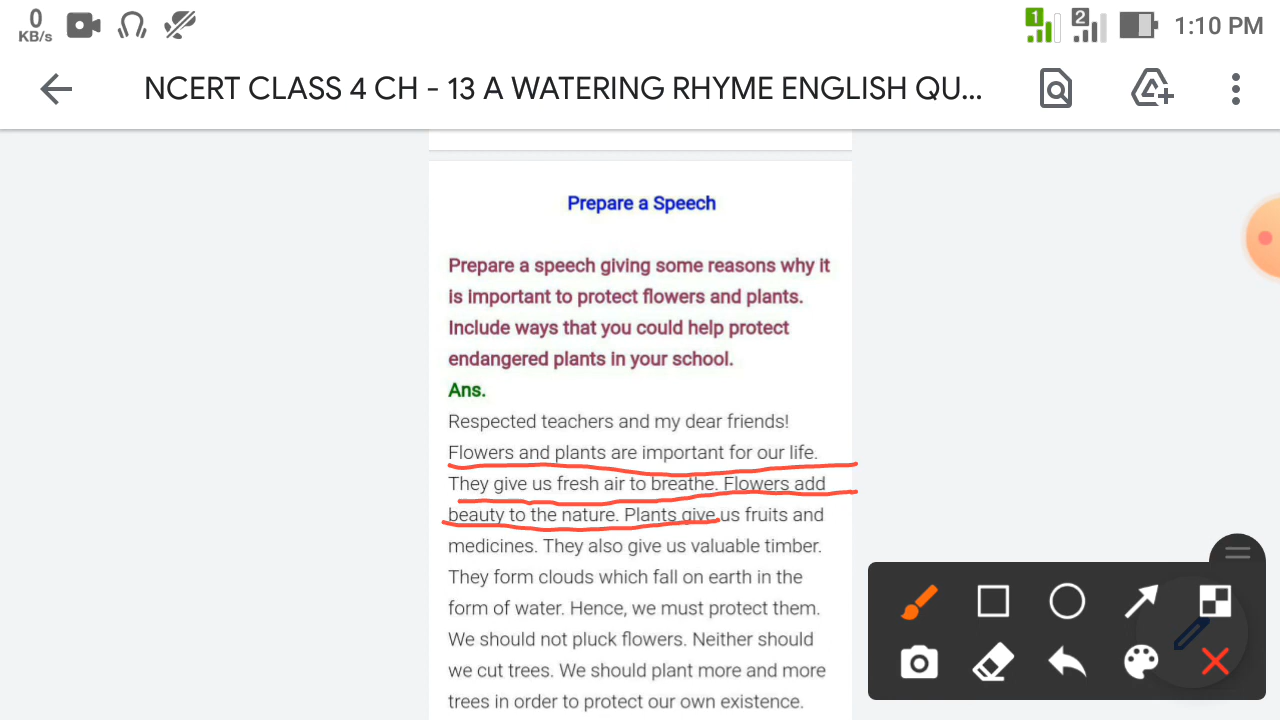 0
KB/s
1
2
1:10 PM
NCERT CLASS 4 CH - 13 A WATERING RHYME ENGLISH QU...
Prepare a Speech
Prepare a speech giving some reasons why it
is important to protect flowers and plants.
Include ways that you could help protect
endangered plants in your school.
Ans.
Respected teachers and my dear friends!
Flowers and plants are important for our life.
They give us fresh air to breathe. Flowers add
beauty to the nature. Plants give us fruits and
medicines. They also give us valuable timber.
They form clouds which fall on earth in the
form of water. Hence, we must protect them.
We should not pluck flowers. Neither should
we cut trees. We should plant more and more
trees in order to protect our own existence.